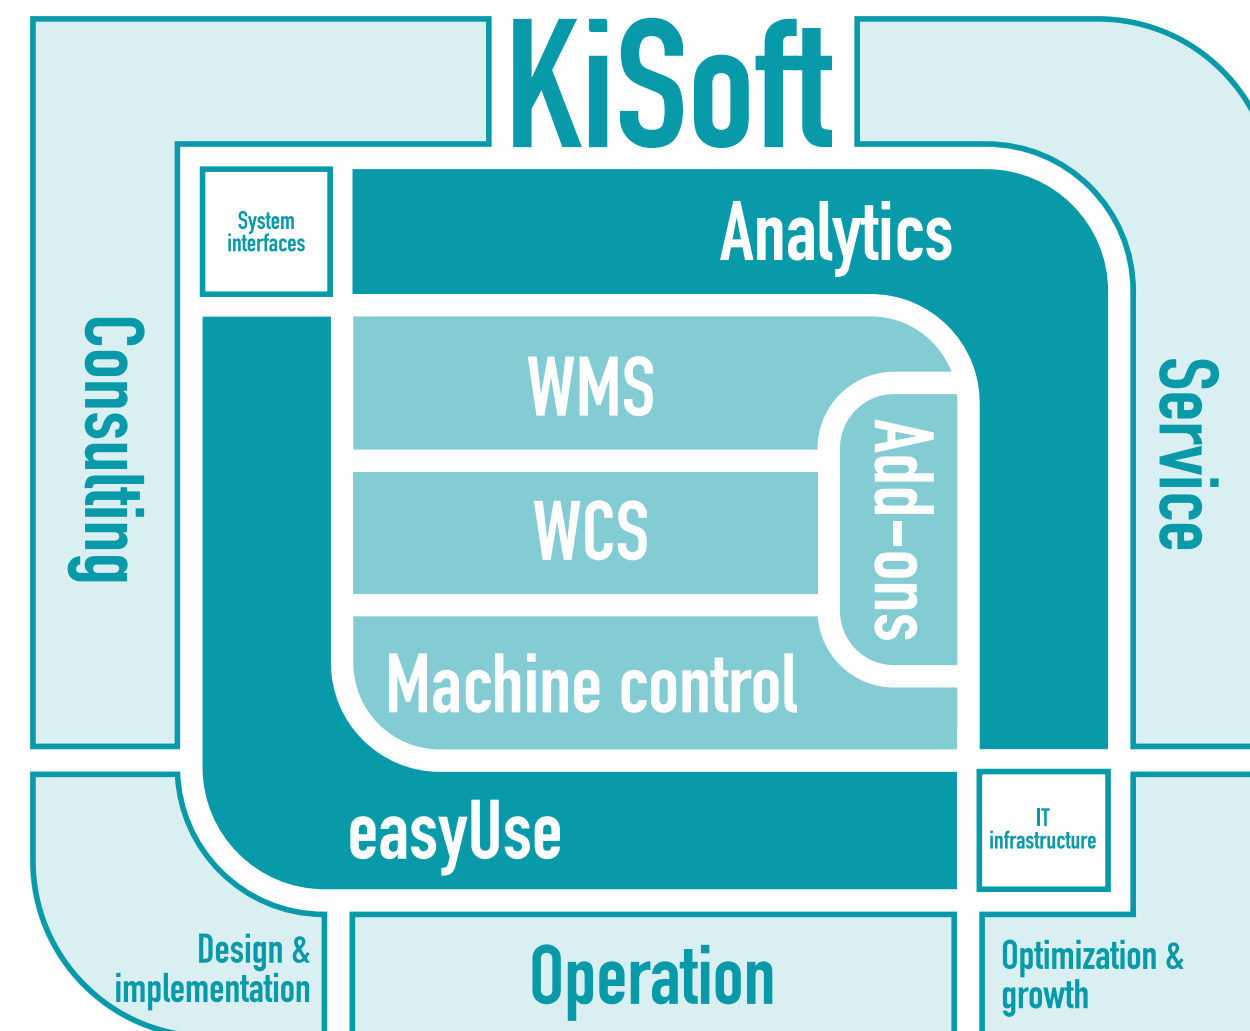 KiSoft
System
interfaces
Analytics
Consulting
WMS
Service
Add-ons
WCS
Machine control
easyUse
IT
infrastructure
Design &
implementation
Operation
Optimization &
growth